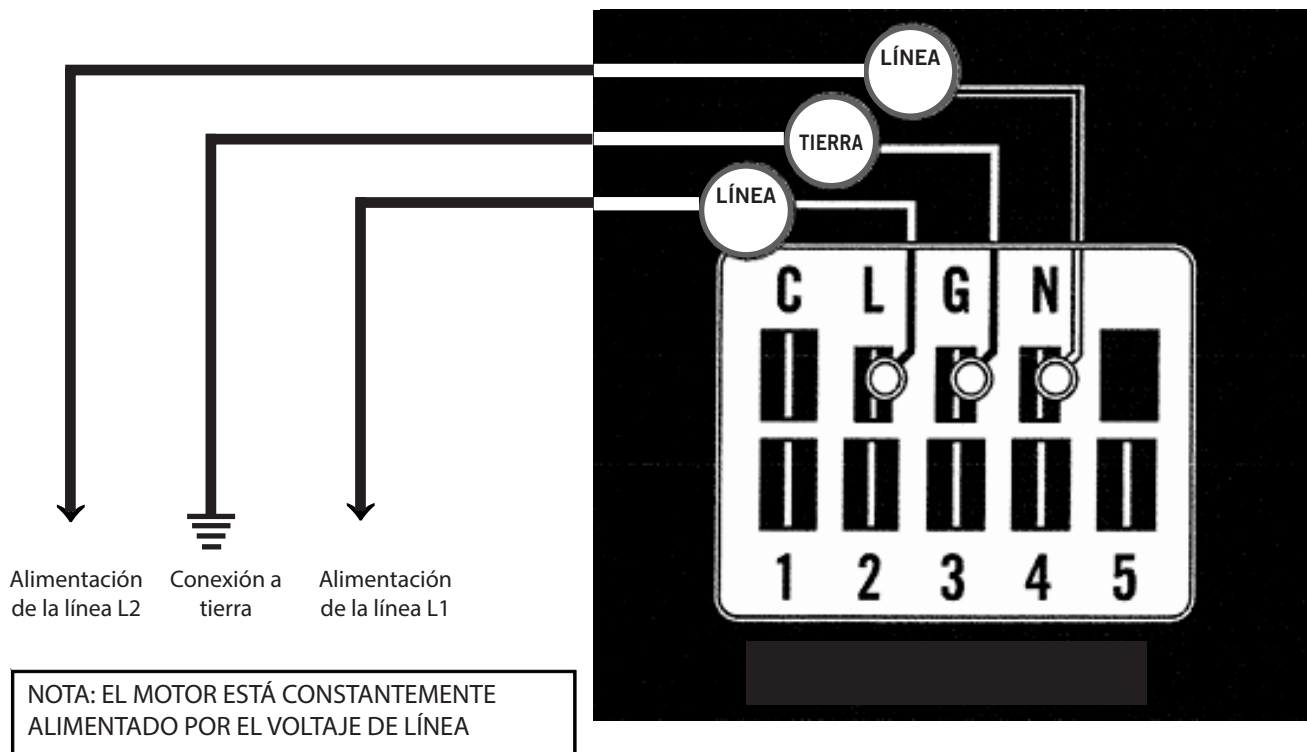 LÍNEA
TIERRA
LÍNEA
C L G N
1 2 3 4 5
Alimentación
de la línea L2
Conexión a
tierra
Alimentación
de la línea L1
NOTA: EL MOTOR ESTÁ CONSTANTEMENTE
ALIMENTADO POR EL VOLTAJE DE LÍNEA